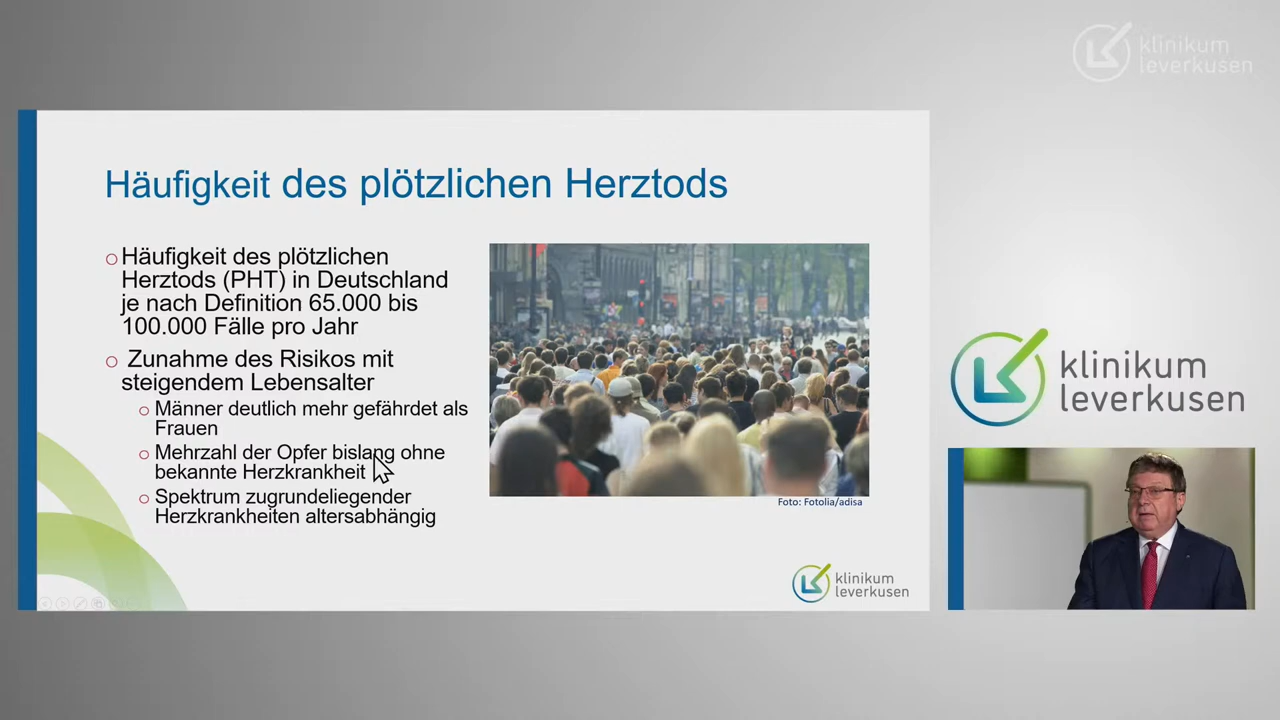 klinikum
leverkusen
Häufigkeit des plötzlichen Herztods
Häufigkeit des plötzlichen
Herztods (PHT) in Deutschland
je nach Definition 65.000 bis
100.000 Fälle pro Jahr
Zunahme des Risikos mit
steigendem Lebensalter
Männer deutlich mehr gefährdet als
Frauen
Mehrzahl der Opfer bislang ohne
bekannte Herzkrankheit
Spektrum zugrundeliegender
Herzkrankheiten altersabhängig
Foto: Fotolia/adisa
klinikum
leverkusen
klinikum
leverkusen